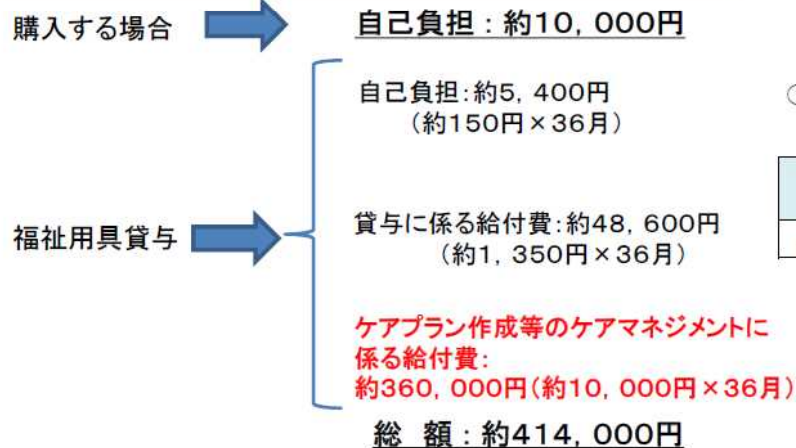 購入する場合
自己負担：約10，000円
自己負担：約5，400円
（約150円×36月）
福祉用具貸与
貸与に係る給付費：約48，600円
（約1，350円×36月）
ケアプラン作成等のケアマネジメントに
係る給付費：
約360，000円（約10，000円×36月）
総　額：約414，000円